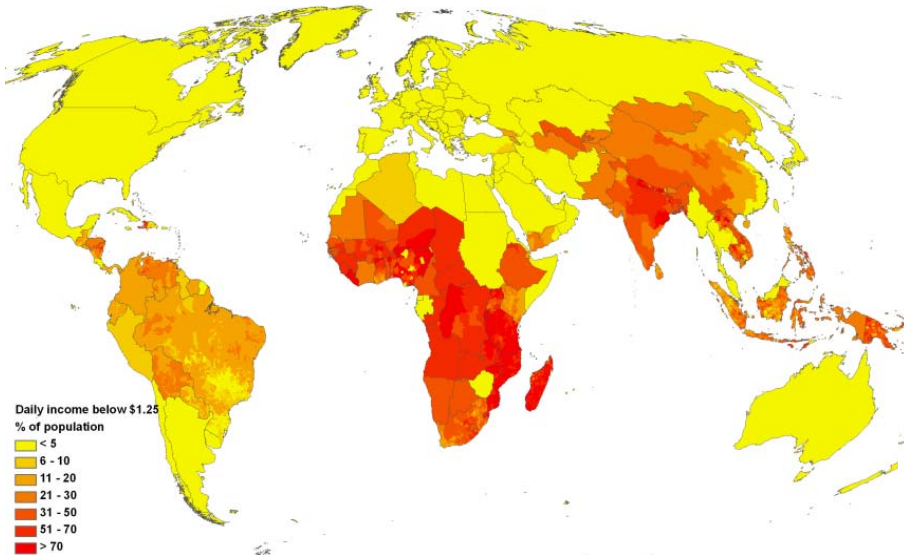 Daily income below $1.25
% of population
< 5
6 - 10
11 - 20
21 - 30
31 - 50
51 - 70
> 70